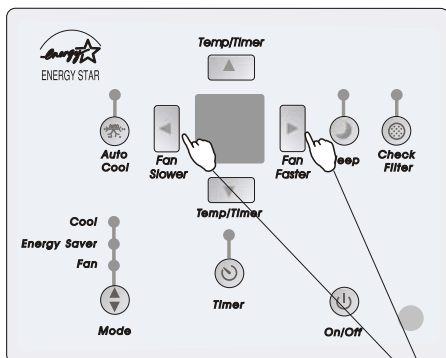 energy
ENERGY STAR
Temp/Timer
Auto
Cool
Fan
Slower
Fan
Faster
eep
Check
Filter
Temp/Timer
Cool
Energy Saver
Fan
Mode
Timer
On/Off